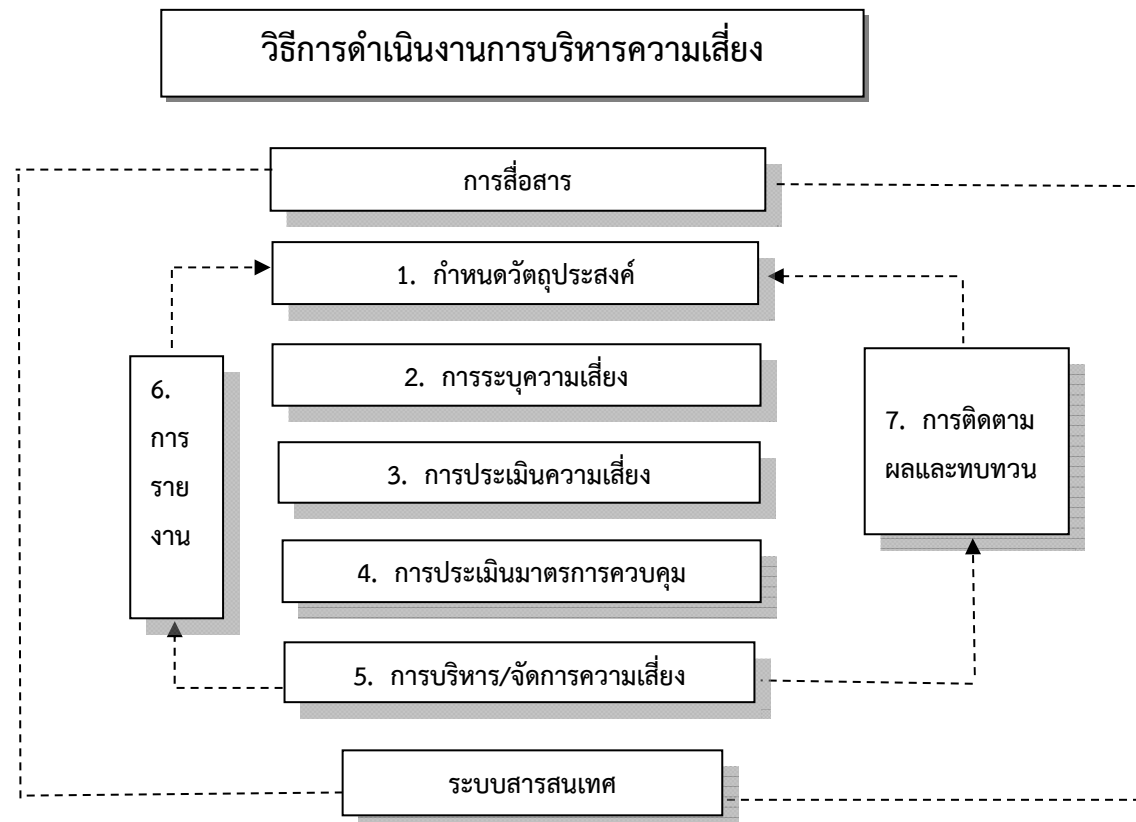 วิธีการดำเนินงานการบริหารความเสี่ยง
การสื่อสาร
1. กำหนดวัตถุประสงค์
2. การระบุความเสี่ยง
3. การประเมินความเสี่ยง
4. การประเมินมาตรการควบคุม
5. การบริหาร/จัดการความเสี่ยง
6.
การ
ราย
งาน
7. การติดตาม
ผลและทบทวน
ระบบสารสนเทศ